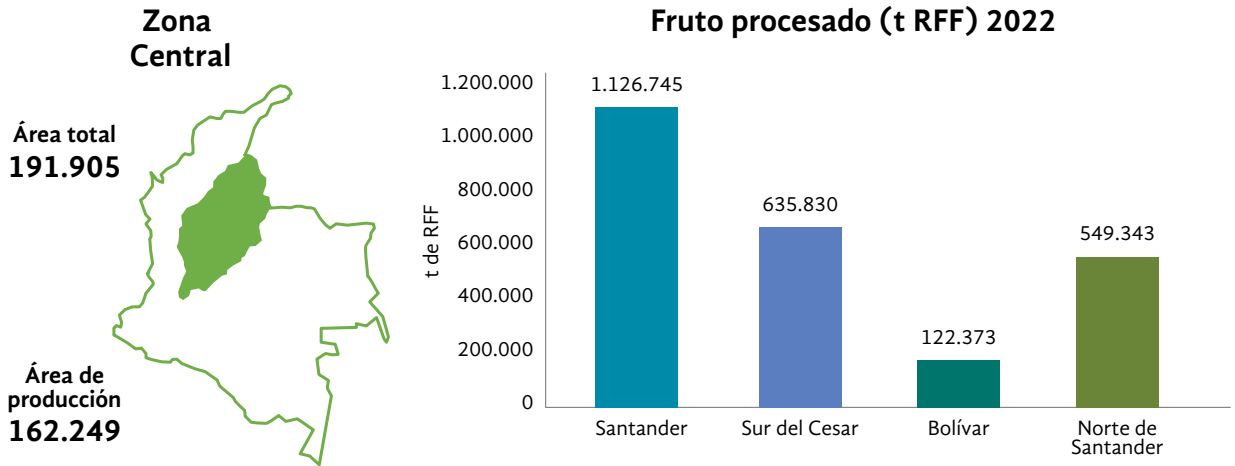 Zona
Central
Área total
191.905
Área de
producción
162.249
Fruto procesado (t RFF) 2022
t de RFF
1.200.000
1.000.000
800.000
600.000
400.000
200.000
0
1.126.745
635.830
122.373
549.343
Santander
Sur del Cesar
Bolívar
Norte de
Santander